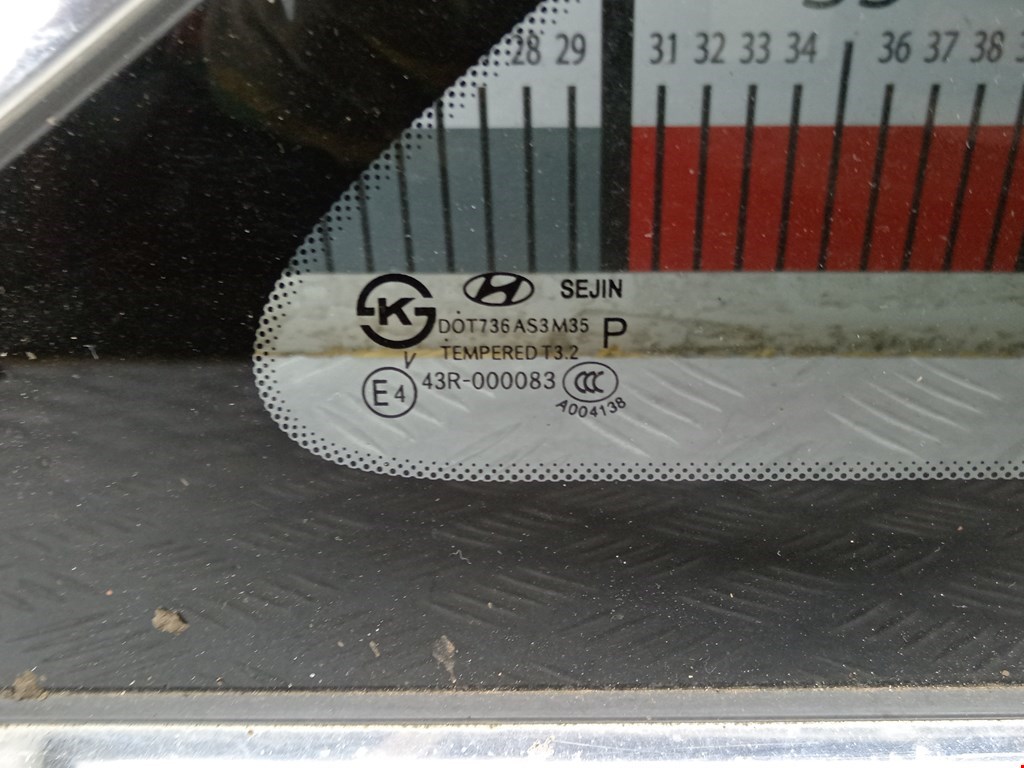 28 29 31 32 33 34 36 37 38
K SEJIN
DOT736 AS3 M35 P
V TEMPERED T3.2
E4 43R-000083 CCC
A004138